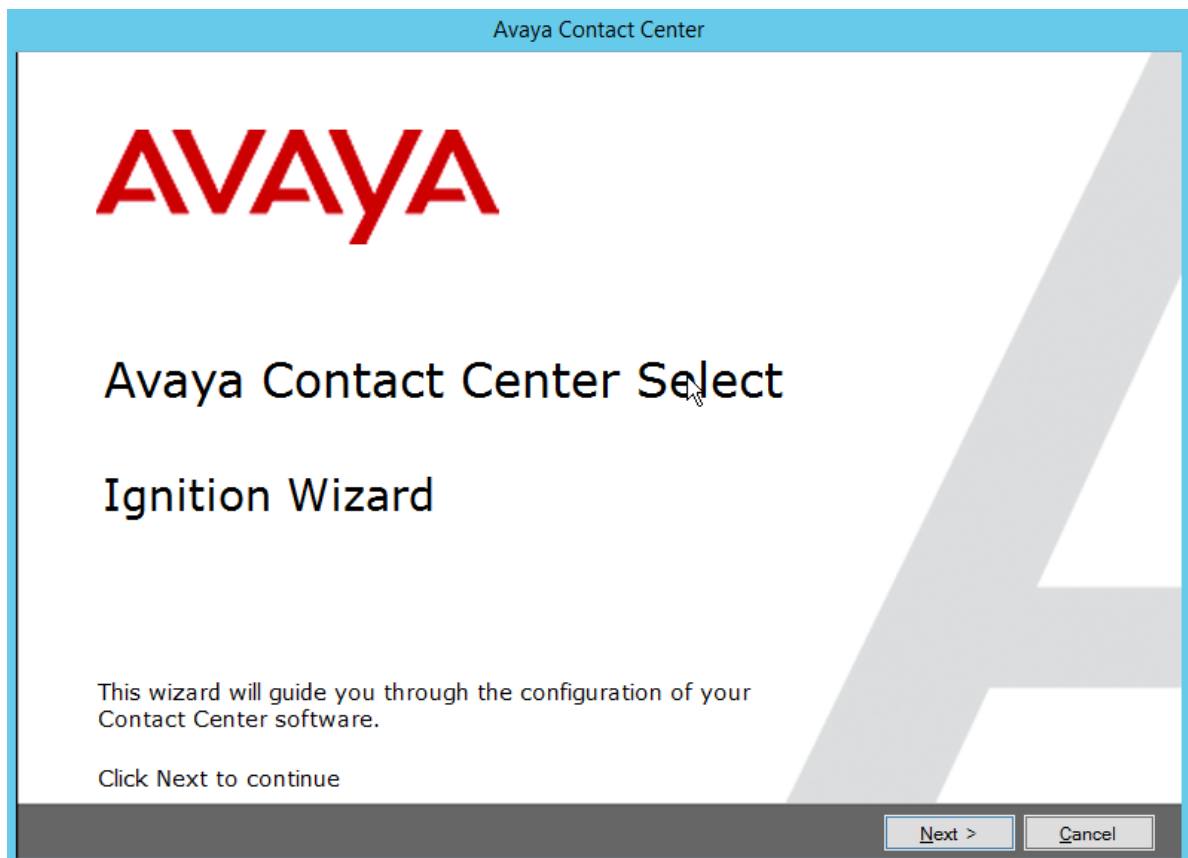 Avaya Contact Center
AVAYA
Avaya Contact Center Select
Ignition Wizard
This wizard will guide you through the configuration of your
Contact Center software.
Click Next to continue
Next >
Cancel